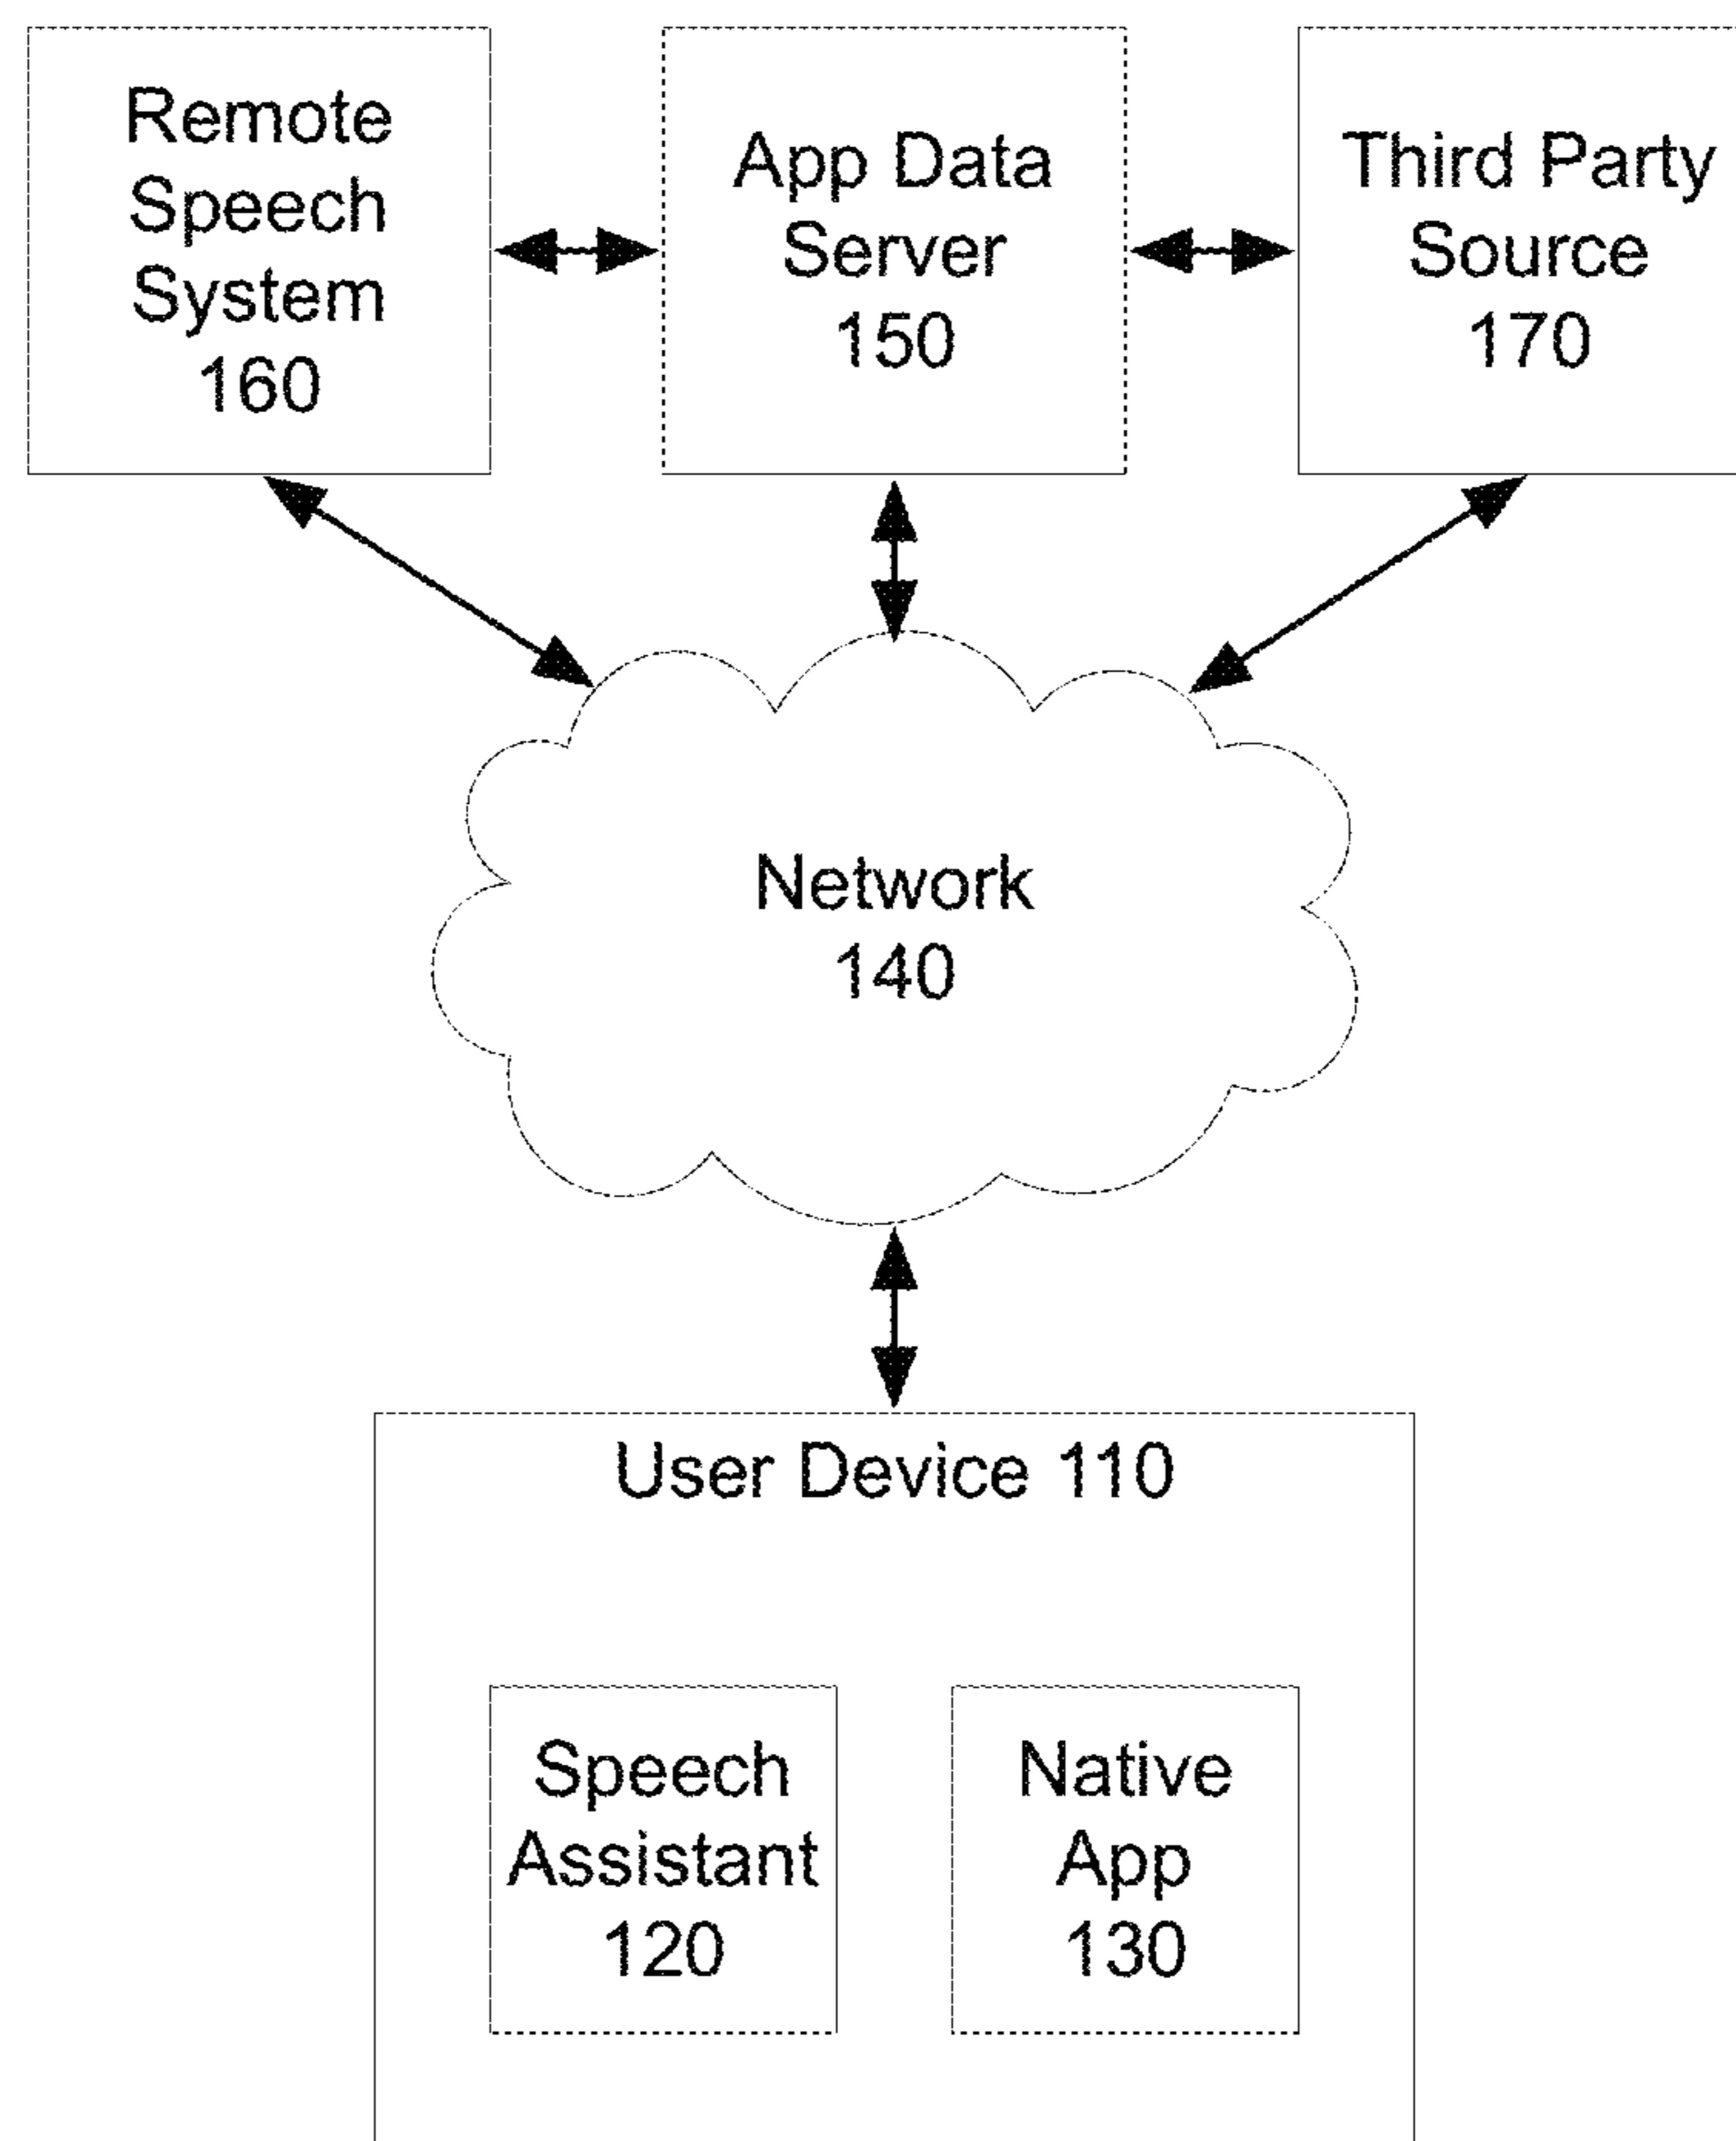 Remote
Speech
System
160
App Data
Server
150
Third Party
Source
170
Network
140
User Device 110
Speech
Assistant
120
Native
App
130